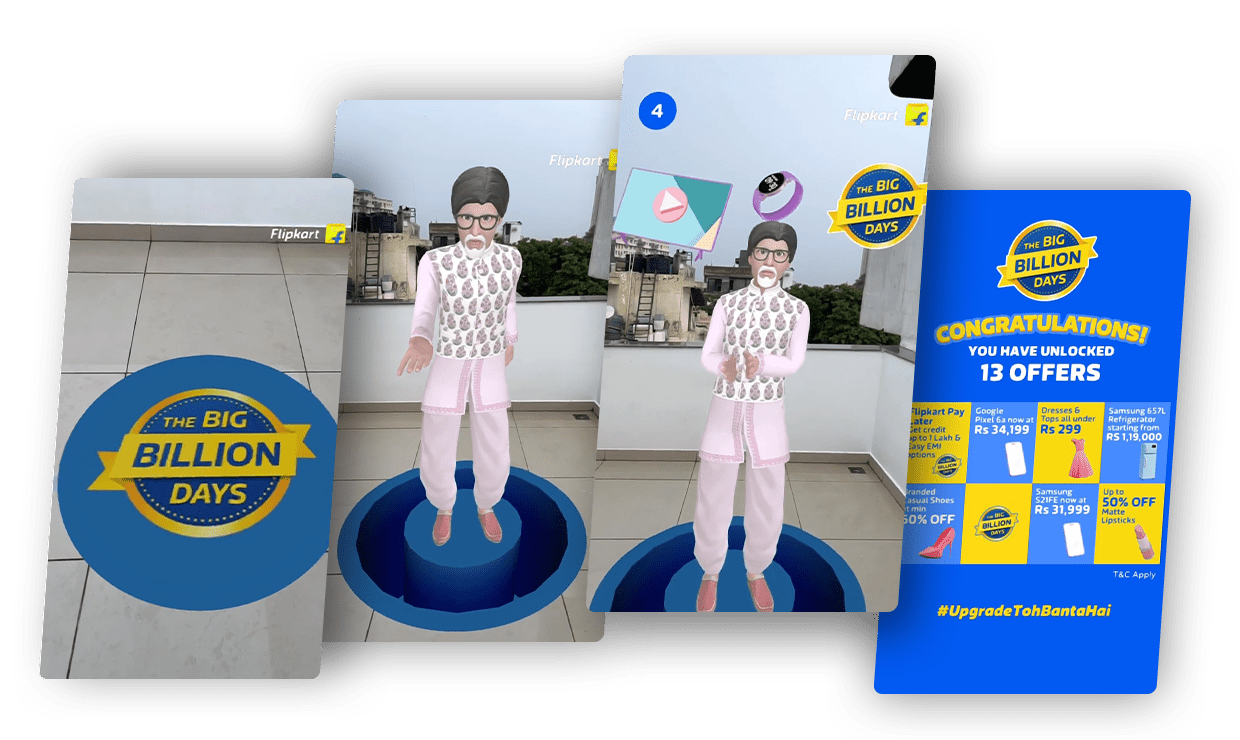 Flipkart
THE BIG
BILLION
DAYS
Flipkart
4
Flipkart
THE BIG
BILLION
DAYS
THE BIG
BILLION
DAYS
CONGRATULATIONS!
YOU HAVE UNLOCKED
13 OFFERS
Flipkart Pay
Later
Get credit
up to 1 Lakh &
Easy EMI
options
BILLION
Google
Pixel 6a now at
Rs 34,199
Dresses &
Tops all under
Rs 299
Samsung 657L
Refrigerator
starting from
RS 1,19,000
randed
asual Shoes
t min
50% OFF
THE BIG
BILLION
DAYS
Samsung
S21FE now at
Rs 31,999
Up to
50% OFF
Matte
Lipsticks
T&C Apply
#UpgradeTohBantaHai